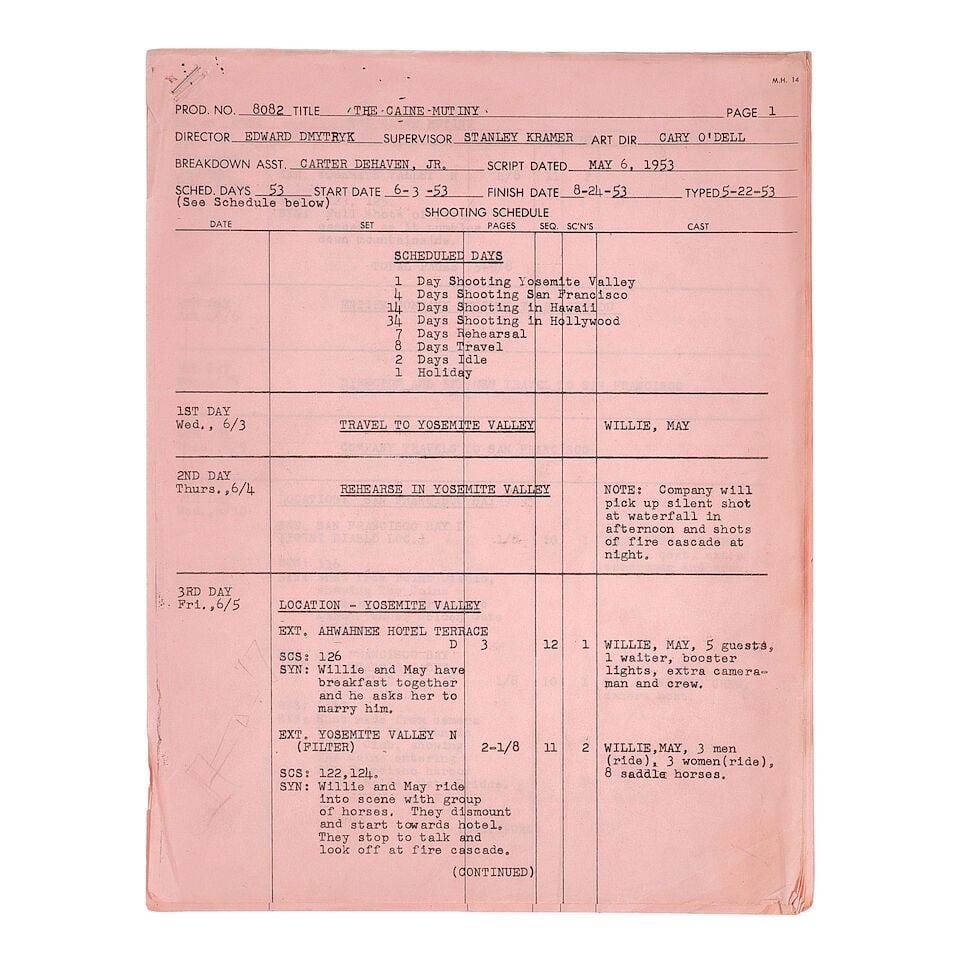 M.H. 14
PROD. NO. 8082 TITLE THE CAINE MUTINY PAGE 1
DIRECTOR EDWARD DMYTRYK SUPERVISOR STANLEY KRAMER ART DIR CARY O'DELL
BREAKDOWN ASST. CARTER DEHAVEN, JR. SCRIPT DATED MAY 6, 1953
SCHED. DAYS 53 START DATE 6-3 -53 FINISH DATE 8-24-53 TYPED 5-22-53
(See Schedule below)
SHOOTING SCHEDULE
DATE SET PAGES SEQ. SC'N'S CAST
SCHEDULED DAYS
1 Day Shooting Yosemite Valley
4 Days Shooting San Francisco
14 Days Shooting in Hawaii
34 Days Shooting in Hollywood
7 Days Rehearsal
8 Days Travel
2 Days Idle
1 Holiday
1ST DAY
Wed., 6/3 TRAVEL TO YOSEMITE VALLEY WILLIE, MAY
2ND DAY
Thurs.,6/4 REHEARSE IN YOSEMITE VALLEY NOTE: Company will
pick up silent shot
at waterfall in
afternoon and shots
of fire cascade at
night.
3RD DAY
Fri.,6/5 LOCATION - YOSEMITE VALLEY
EXT. AHWAHNEE HOTEL TERRACE
D 3 12 1 WILLIE, MAY, 5 guests,
SCS: 126 1 waiter, booster
SYN: Willie and May have lights, extra camera-
breakfast together man and crew.
and he asks her to
marry him.
EXT. YOSEMITE VALLEY N
(FILTER) 2-1/8 11 2 WILLIE,MAY, 3 men
(ride), 3 women(ride),
SCS: 122,124. 8 saddle horses.
SYN: Willie and May ride
into scene with group
of horses. They dismount
and start towards hotel.
They stop to talk and
look off at fire cascade.
(CONTINUED)